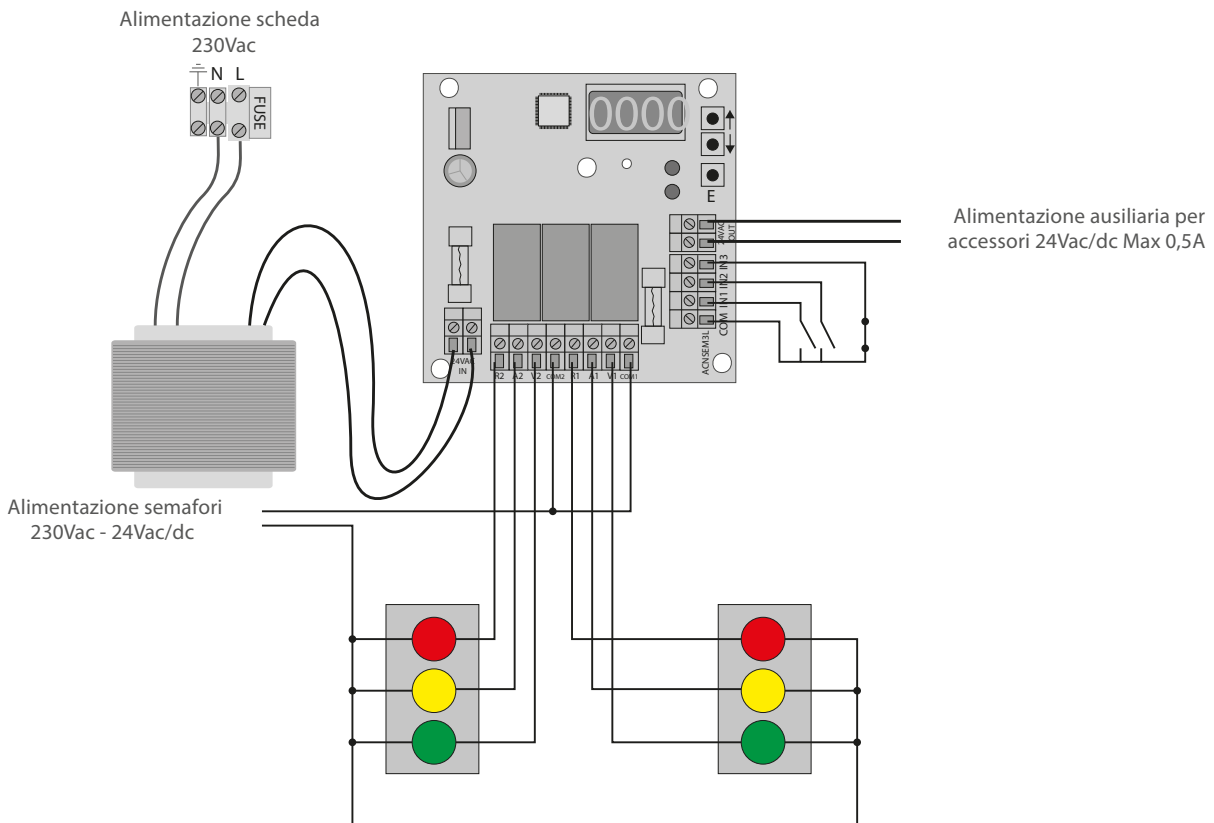 Alimentazione scheda
230Vac
N L
FUSE
0000
E
24VAC
OUT
Alimentazione ausiliaria per
accessori 24Vac/dc Max 0,5A
COM IN1 IN2 IN3
ACNSEM3L
24VAC
IN
R2 A2 V2 COM2 R1 A1 V1 COM1
Alimentazione semafori
230Vac - 24Vac/dc